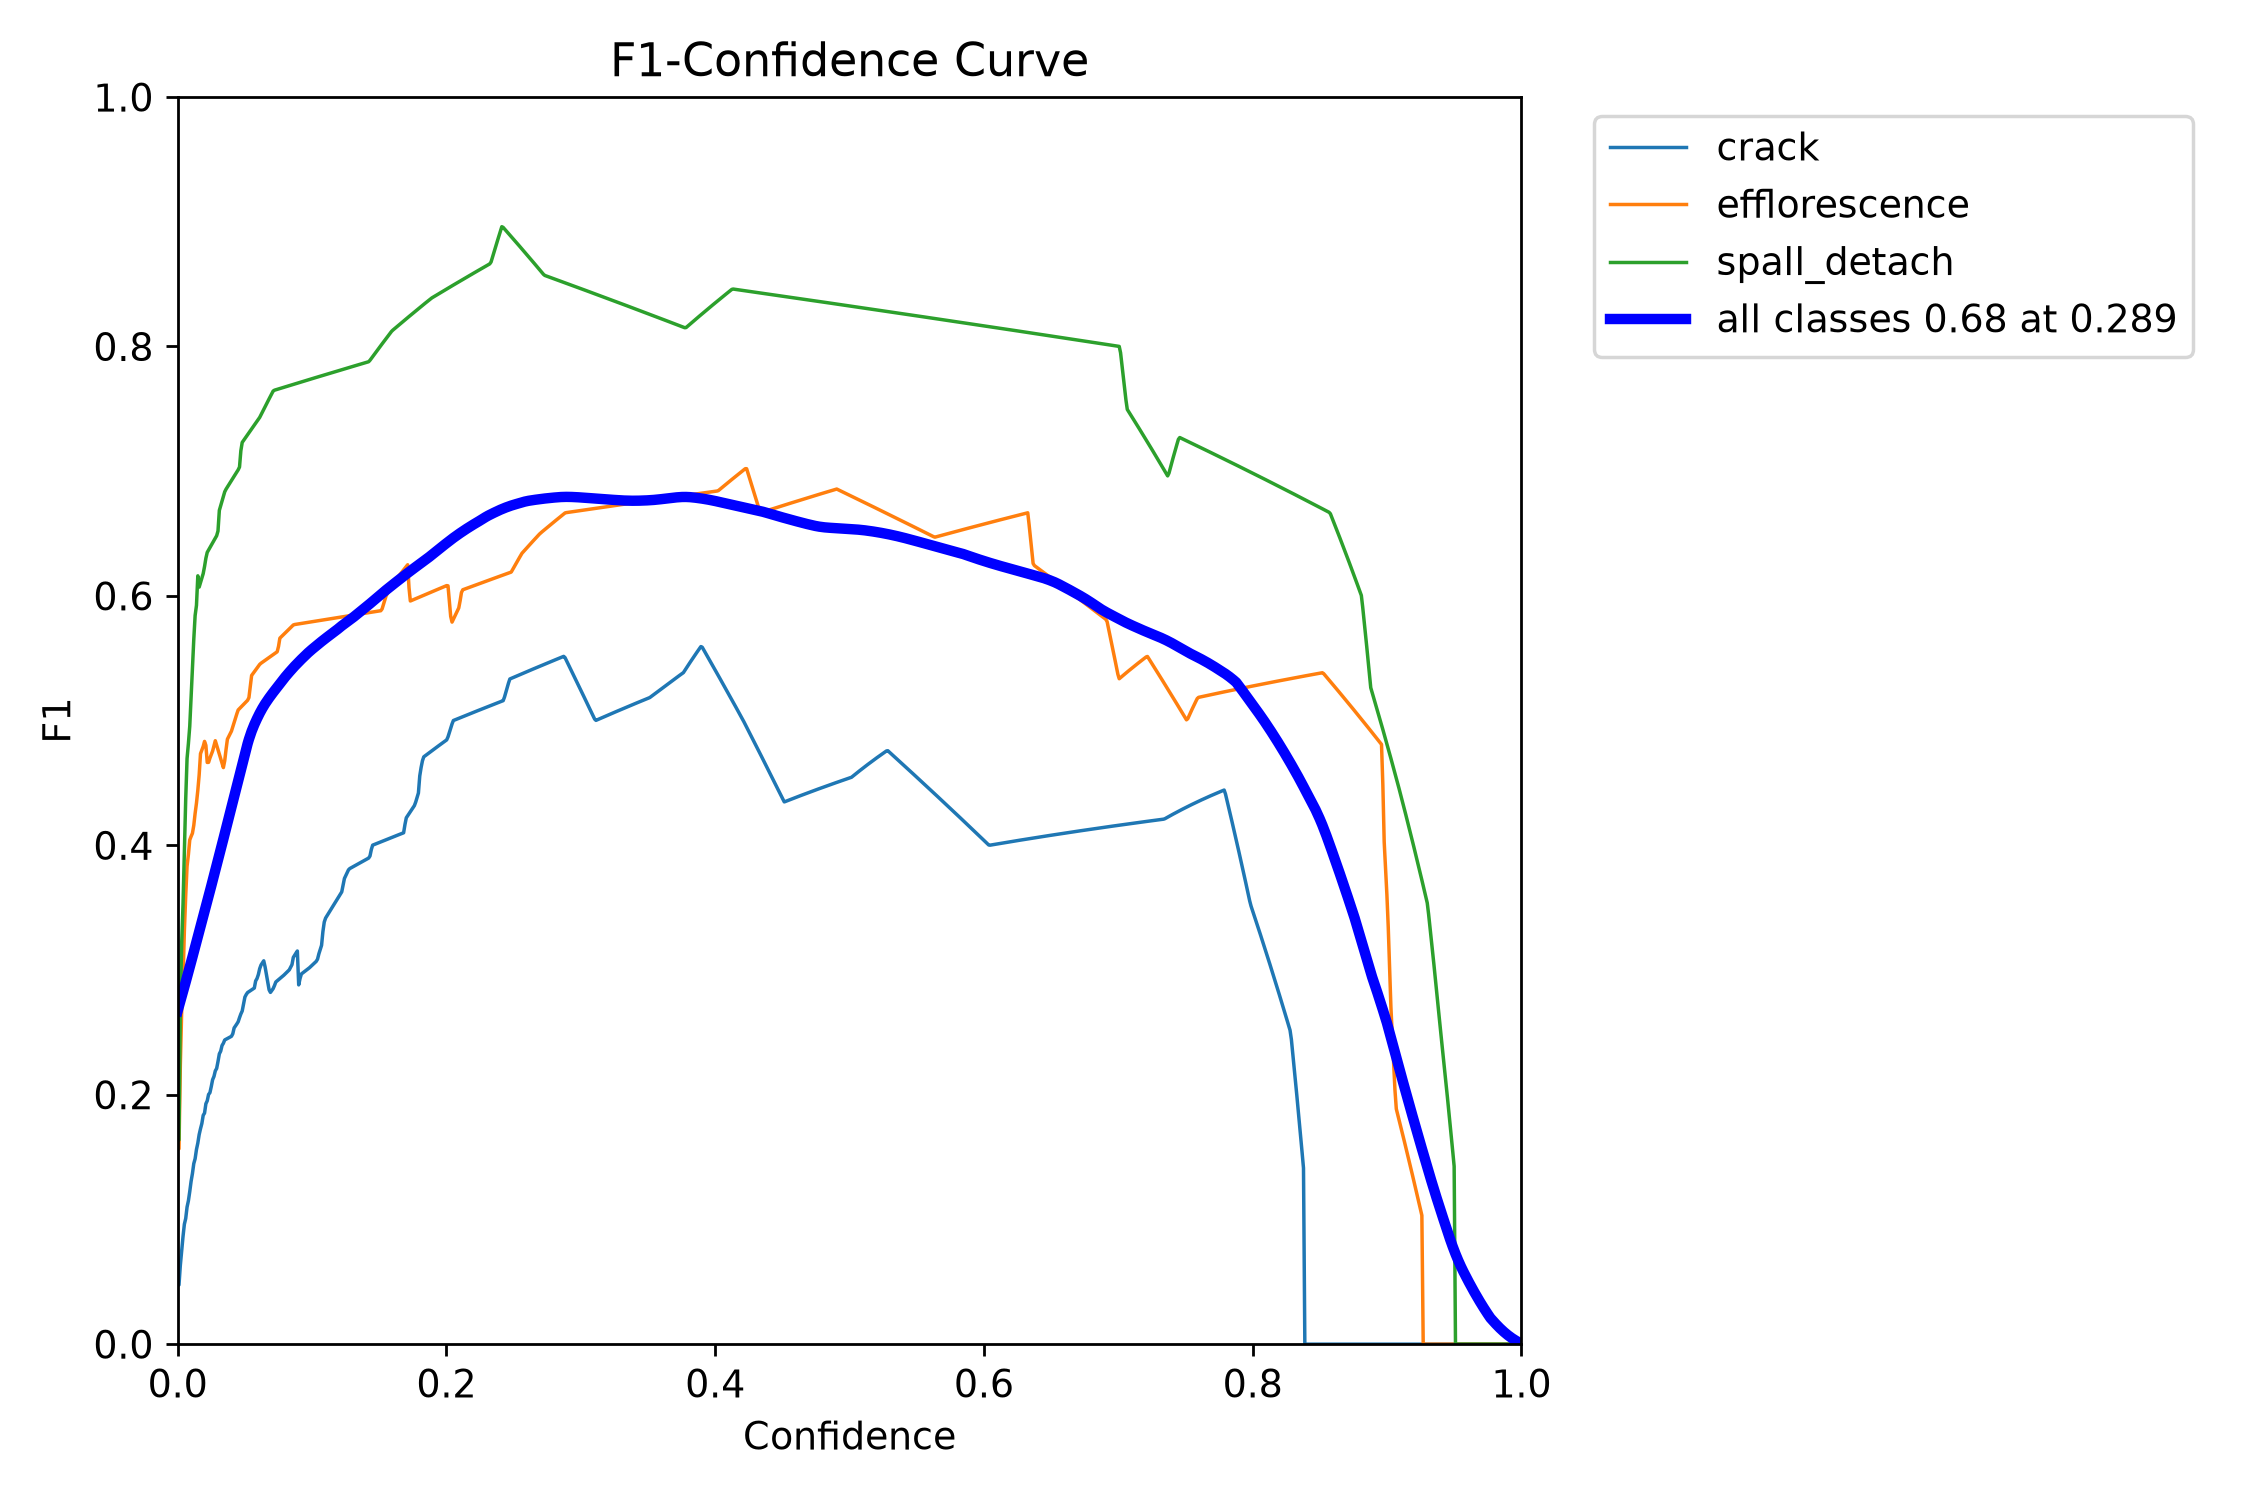 F1-Confidence Curve
1.0
0.8
0.6
0.4
0.2
0.0
F1
0.0 0.2 0.4 0.6 0.8 1.0
Confidence
crack
efflorescence
spall_detach
all classes 0.68 at 0.289